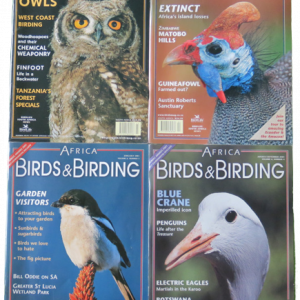 OWLS
WEST COAST
BIRDING
Woodhoopoes
and their
CHEMICAL
WEAPONRY
FINFOOT
Life in a
Backwater
TANZANIA'S
FOREST
SPECIALS
EXTINCT
Africa's island losses
Zimbabwe
MATOBO
HILLS
GUINEAFOWL
Farmed out?
Austin Roberts
Sanctuary
AFRICA
BIRDS & BIRDING
GARDEN
VISITORS
• Attracting birds
to your garden
• Sunbirds &
sugarbirds
• Birds we love
to hate
• The fig picture
BILL ODDIE ON SA
GREATER ST LUCIA
WETLAND PARK
AFRICA
BIRDS & BIRDING
BLUE
CRANE
Imperilled icon
PENGUINS
Life after the
Treasure
ELECTRIC EAGLES
Martials in the Karoo
BOTSWANA